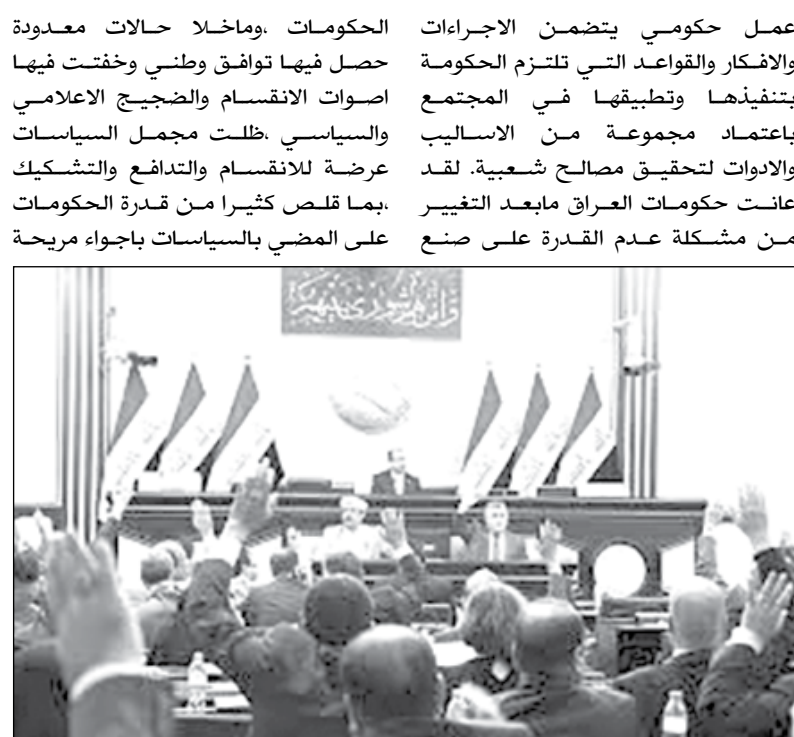 عمل حكومي يتضمن الاجراءات
والافكار والقواعد التي تلتزم الحكومة
بتنفيذها وتطبيقها في المجتمع
باعتماد مجموعة من الاساليب
والادوات لتحقيق مصالح شعبية. لقد
عانت حكومات العراق مابعد التغيير
من مشكلة عدم القدرة على صنع
الحكومات ،وماخلا حالات معدودة
حصل فيها توافق وطني وخفتت فيها
اصوات الانقسام والضجيج الاعلامي
والسياسي ،ظلت مجمل السياسات
عرضة للانقسام والتدافع والتشكيك
،بما قلص كثيرا من قدرة الحكومات
على المضي بالسياسات باجواء مريحة
وأمرهم شورى بينهم